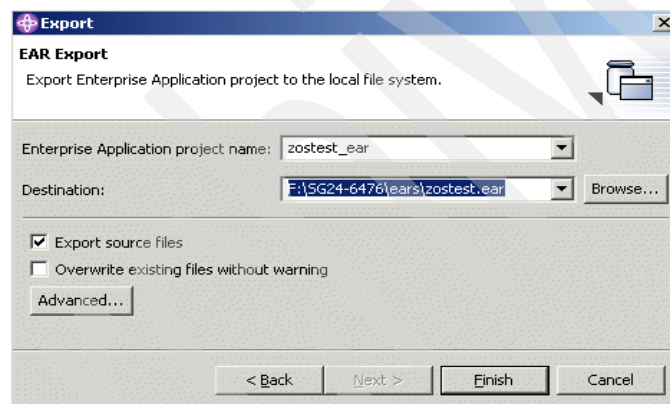 Export
EAR Export
Export Enterprise Application project to the local file system.
Enterprise Application project name: zostest_ear
Destination: F:\SG24-6476\ears\zostest.ear Browse...
Export source files
Overwrite existing files without warning
Advanced...
< Back Next > Finish Cancel